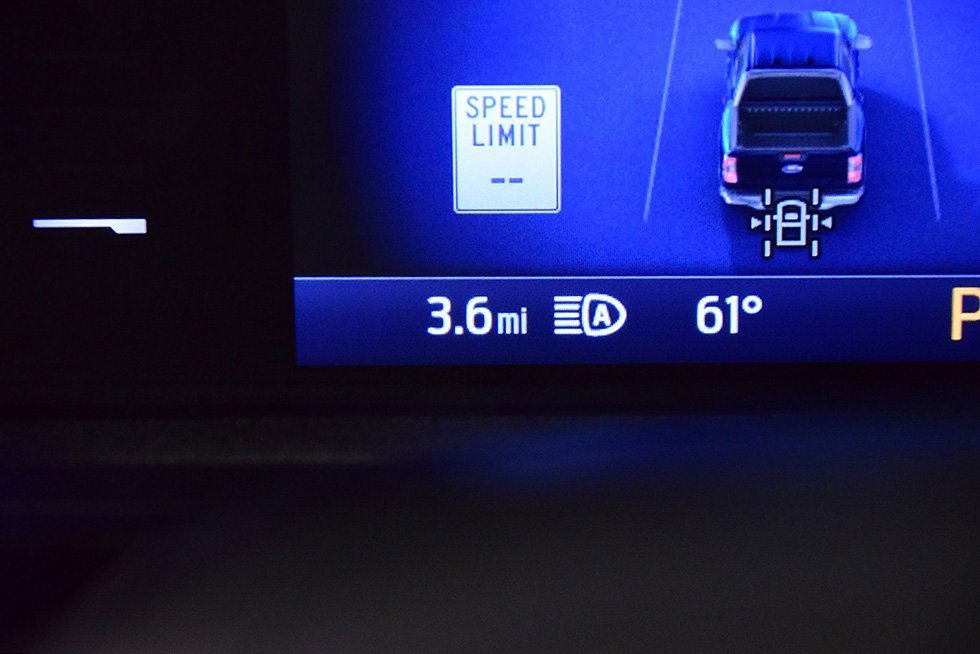 SPEED
LIMIT
--
3.6mi A 61° P